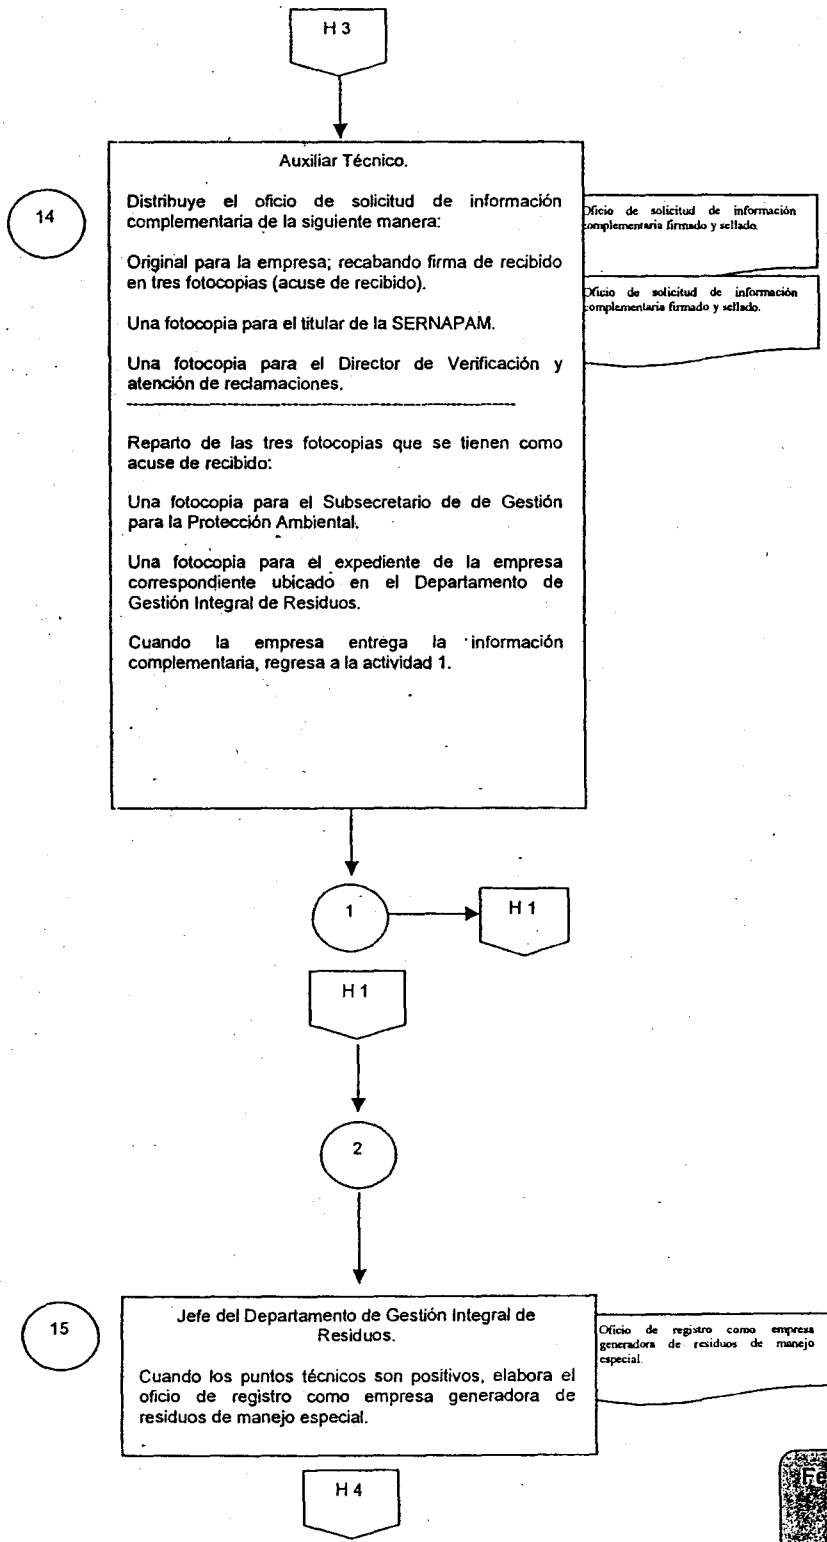 H 3
Auxiliar Técnico.
14
Distribuye el oficio de solicitud de información
complementaria de la siguiente manera:
Original para la empresa; recabando firma de recibido
en tres fotocopias (acuse de recibido).
Una fotocopia para el titular de la SERNAPAM.
Una fotocopia para el Director de Verificación y
atención de reclamaciones.
Reparto de las tres fotocopias que se tienen como
acuse de recibido:
Una fotocopia para el Subsecretario de de Gestión
para la Protección Ambiental.
Una fotocopia para el expediente de la empresa
correspondiente ubicado en el Departamento de
Gestión Integral de Residuos.
Cuando la empresa entrega la información
complementaria, regresa a la actividad 1.
Oficio de solicitud de información
complementaria firmado y sellado.
Oficio de solicitud de información
complementaria firmado y sellado.
1
H 1
H 1
2
15
Jefe del Departamento de Gestión Integral de
Residuos.
Cuando los puntos técnicos son positivos, elabora el
oficio de registro como empresa generadora de
residuos de manejo especial.
Oficio de registro como empresa
generadora de residuos de manejo
especial.
H 4
Fe